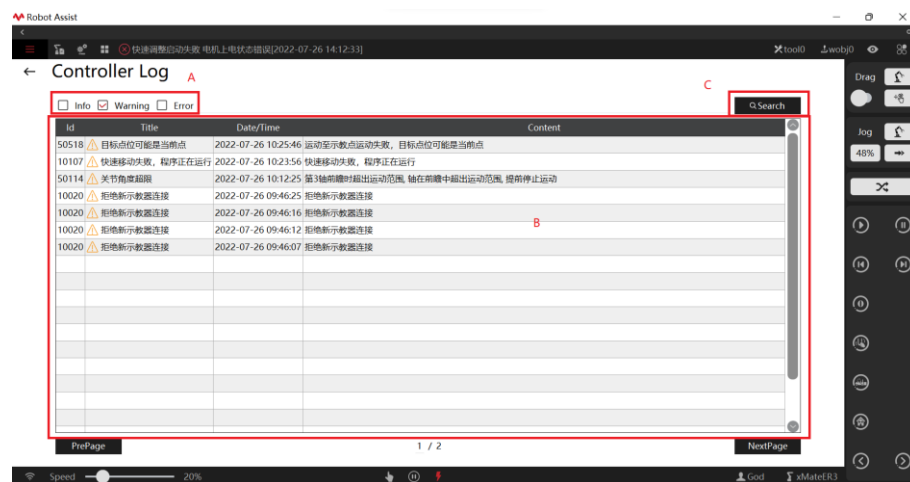 Robot Assist
快速调整启动失败 电机上电状态错误[2022-07-26 14:12:33]
tool0 wobj0
← Controller Log
A
C
Info Warning Error
Search
Id Title Date/Time Content
50518 目标点位可能是当前点 2022-07-26 10:25:46 运动至示教点运动失败，目标点位可能是当前点
10107 快速移动失败，程序正在运行 2022-07-26 10:23:56 快速移动失败，程序正在运行
50114 关节角度超限 2022-07-26 10:12:25 第3轴前瞻时超出运动范围, 轴在前瞻中超出运动范围, 提前停止运动
10020 拒绝新示教器连接 2022-07-26 09:46:25 拒绝新示教器连接
10020 拒绝新示教器连接 2022-07-26 09:46:16 拒绝新示教器连接
10020 拒绝新示教器连接 2022-07-26 09:46:12 拒绝新示教器连接
10020 拒绝新示教器连接 2022-07-26 09:46:07 拒绝新示教器连接
B
PrePage 1 / 2 NextPage
Speed 20%
God xMateER3
Drag
Jog
48%